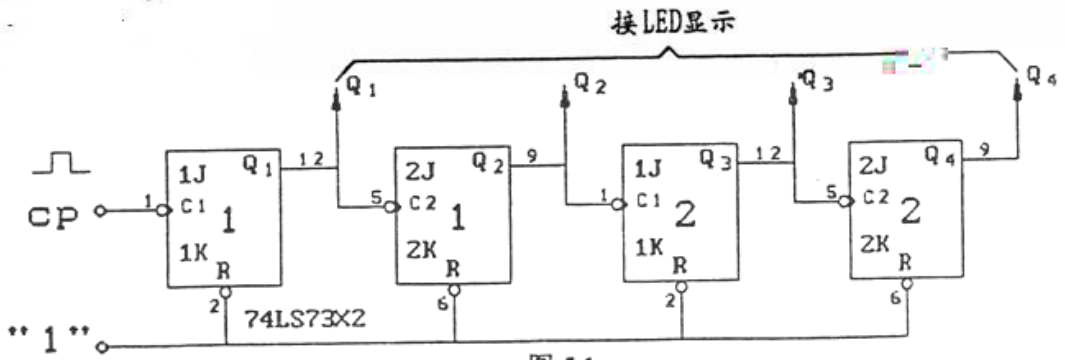 接LED显示
Q1
Q2
Q3
Q4
1J Q1 12
CP 1 C1 1
1K
R
2
2J Q2 9
5 C2 1
2K
R
6
1J Q3 12
1 C1 2
1K
R
2
2J Q4 9
5 C2 2
2K
R
6
74LS73X2
"1"